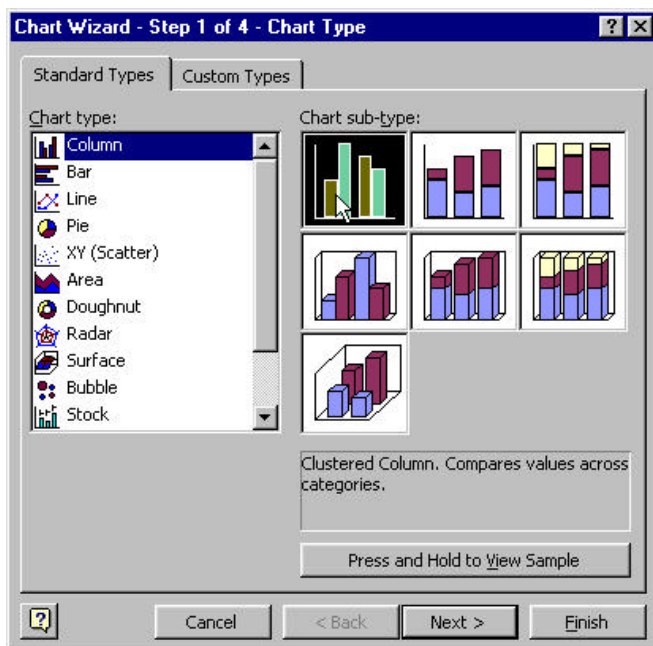 Chart Wizard - Step 1 of 4 - Chart Type
Standard Types
Custom Types
Chart type:
Column
Bar
Line
Pie
XY (Scatter)
Area
Doughnut
Radar
Surface
Bubble
Stock
Chart sub-type:
Clustered Column. Compares values across
categories.
Press and Hold to View Sample
Cancel
< Back
Next >
Finish